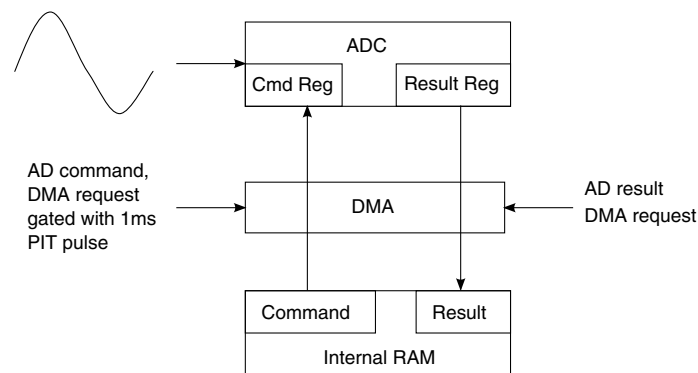 ADC
Cmd Reg
Result Reg
AD command,
DMA request
gated with 1ms
PIT pulse
DMA
AD result
DMA request
Command
Result
Internal RAM